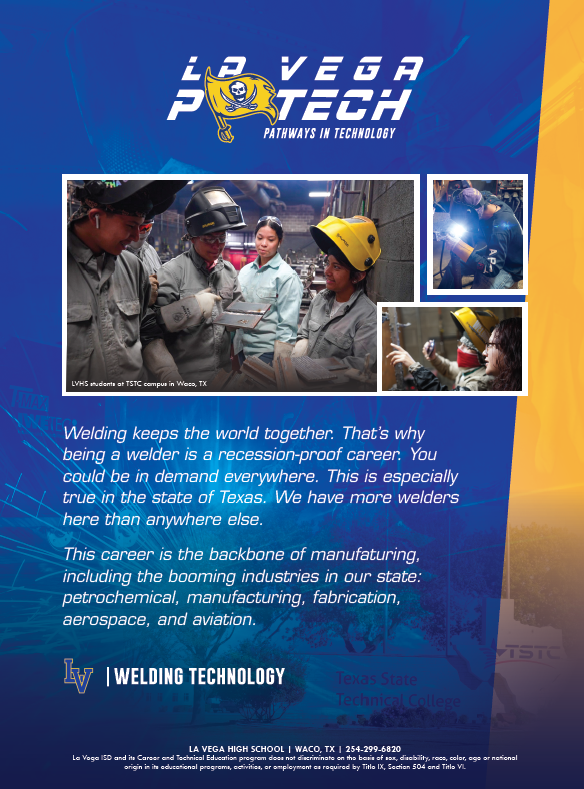 LA VEGA
P TECH
PATHWAYS IN TECHNOLOGY
THA
AP
LVHS students at TSTC campus in Waco, TX
Welding keeps the world together. That's why
being a welder is a recession-proof career. You
could be in demand everywhere. This is especially
true in the state of Texas. We have more welders
here than anywhere else.
This career is the backbone of manufaturing,
including the booming industries in our state:
petrochemical, manufacturing, fabrication,
aerospace, and aviation.
TSTC
LV | WELDING TECHNOLOGY
Texas State
Technical College
LA VEGA HIGH SCHOOL | WACO, TX | 254-299-6820
La Vega ISD and its Career and Technical Education program does not discriminate on the basis of sex, disability, race, color, age or national
origin in its educational programs, activities, or employment as required by Title IX, Section 504 and Title VI.